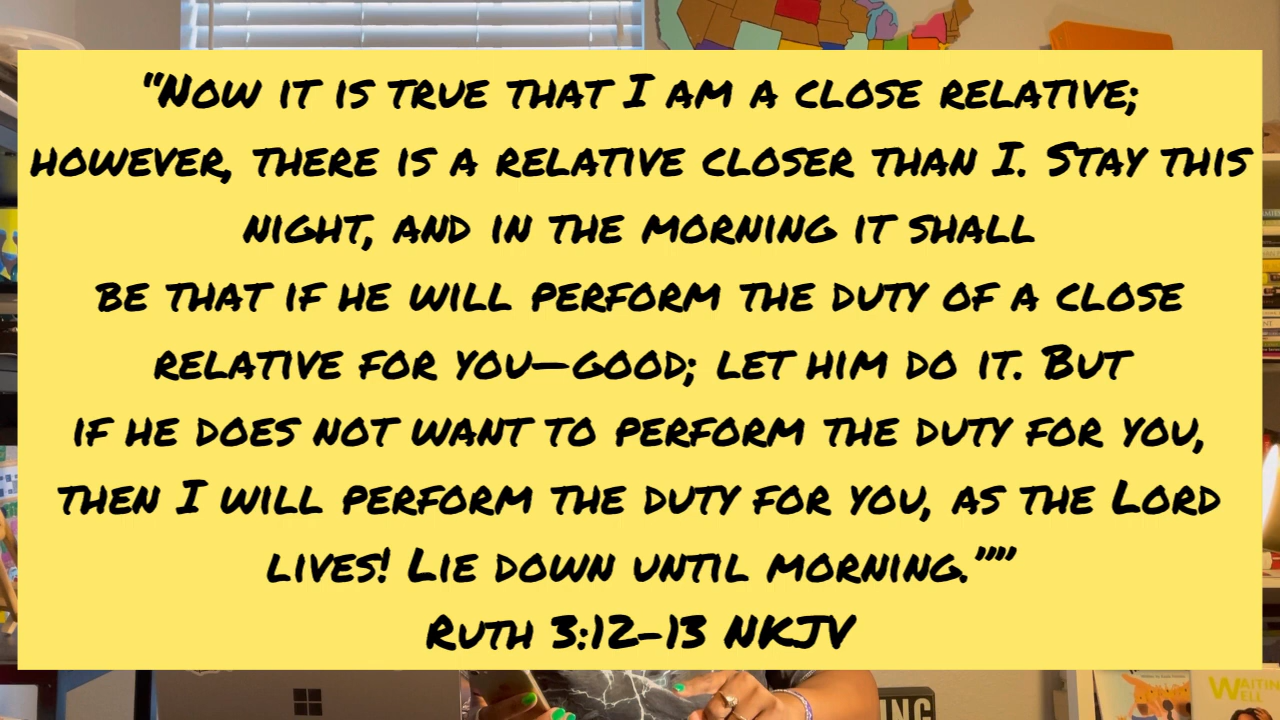 “Now it is true that I am a close relative;
however, there is a relative closer than I. Stay this
night, and in the morning it shall
be that if he will perform the duty of a close
relative for you—good; let him do it. But
if he does not want to perform the duty for you,
then I will perform the duty for you, as the Lord
lives! Lie down until morning.””
Ruth 3:12-13 NKJV
WAITIN
ELL